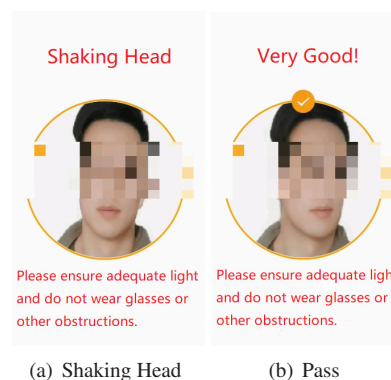 Shaking Head
Please ensure adequate light
and do not wear glasses or
other obstructions.
(a) Shaking Head
Very Good!
Please ensure adequate ligh
and do not wear glasses or
other obstructions.
(b) Pass